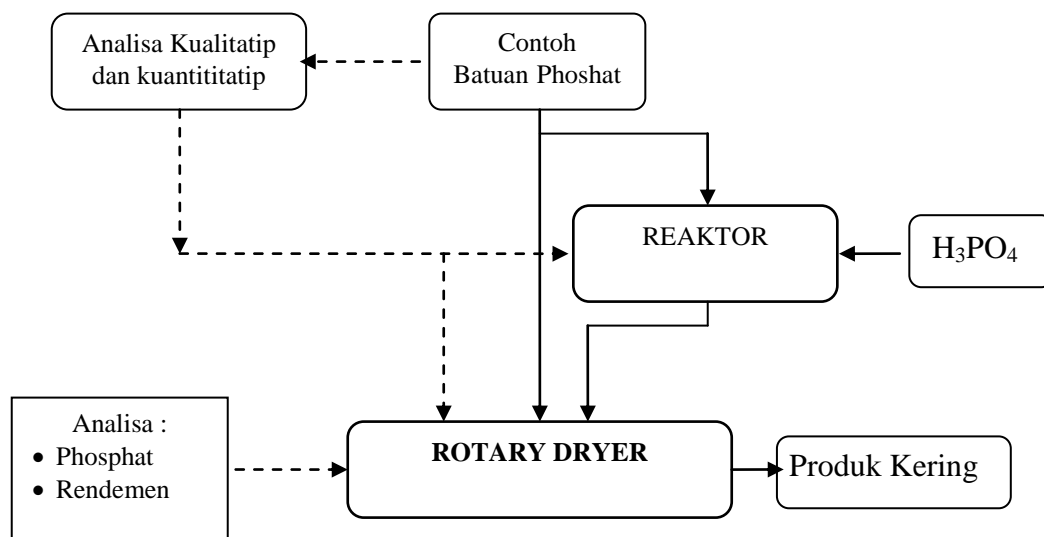 Analisa Kualitatip
dan kuantititatip
Contoh
Batuan Phoshat
REAKTOR
H₃PO₄
Analisa :
• Phosphat
• Rendemen
ROTARY DRYER
Produk Kering